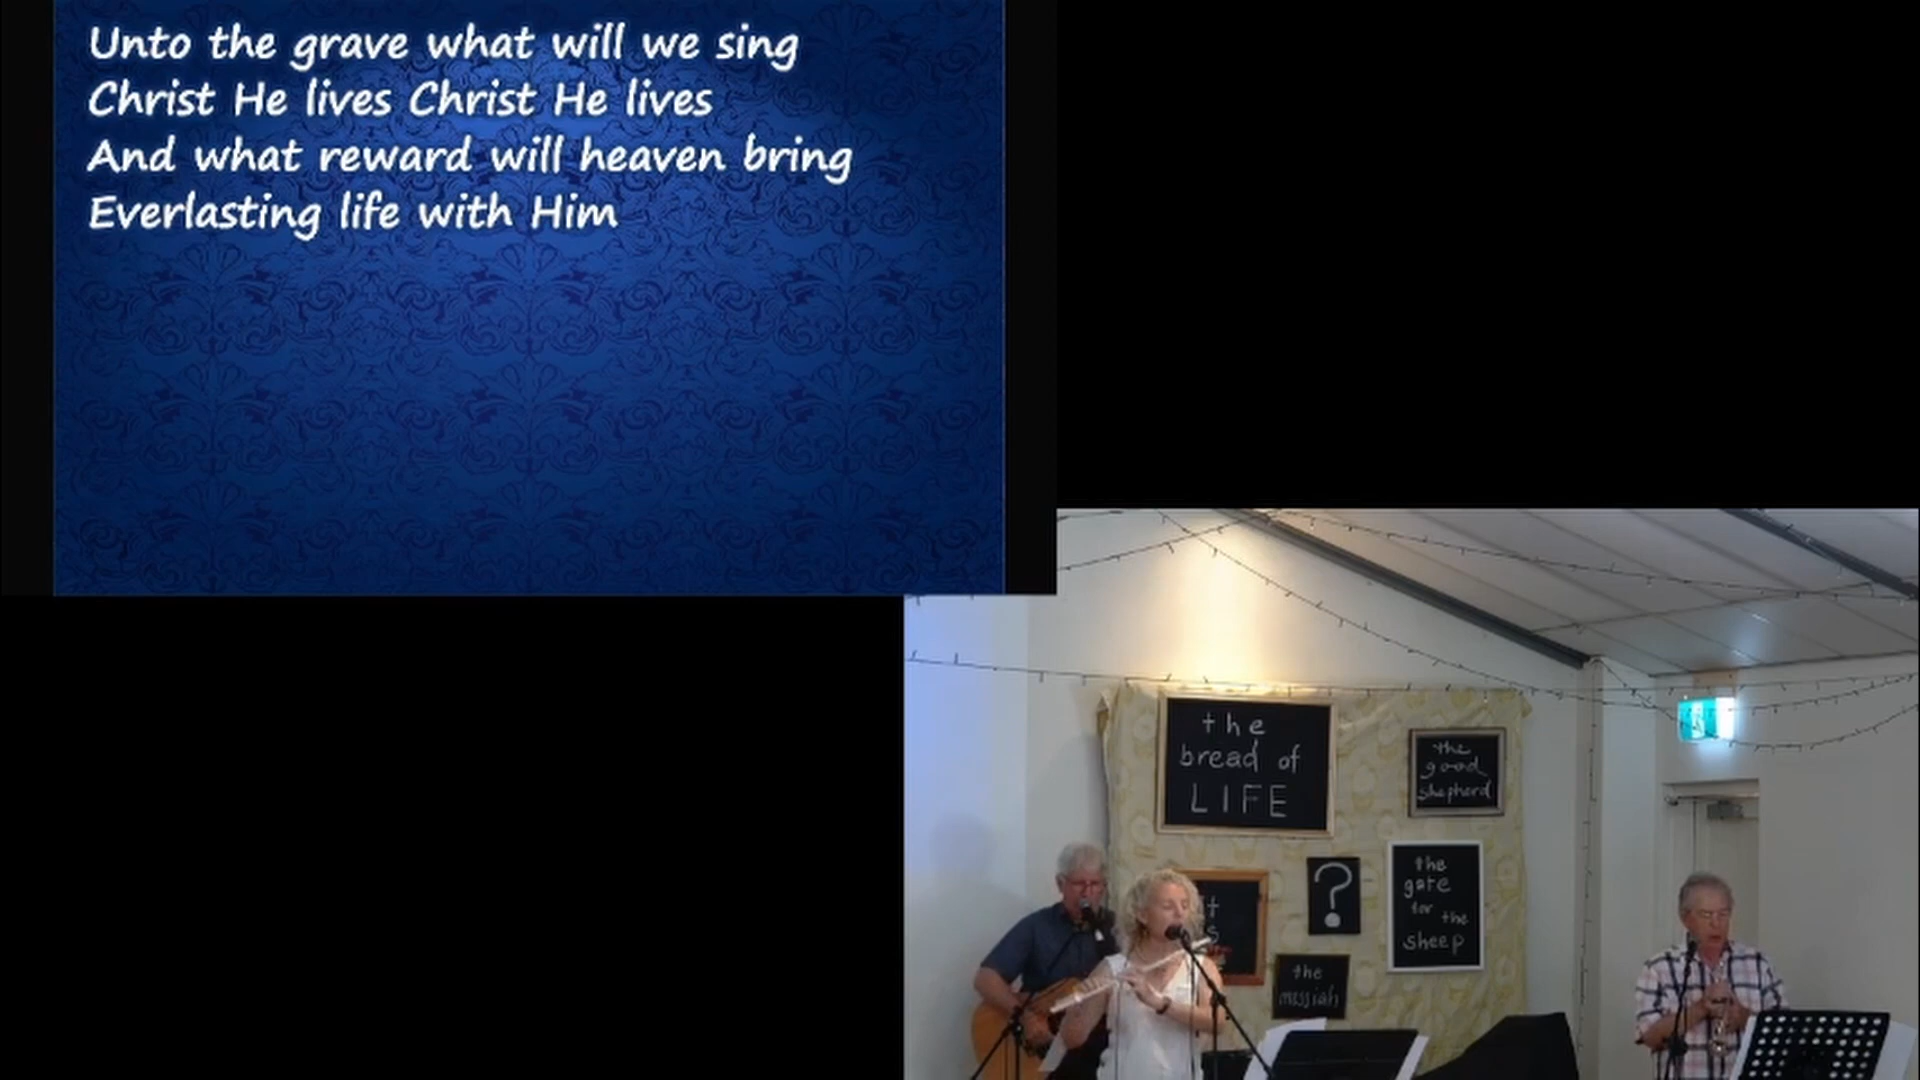 Unto the grave what will we sing
Christ He lives Christ He lives
And what reward will heaven bring
Everlasting life with Him
the
bread of
LIFE
the
good
shepherd
?
the
gate
for the
sheep
the
messiah